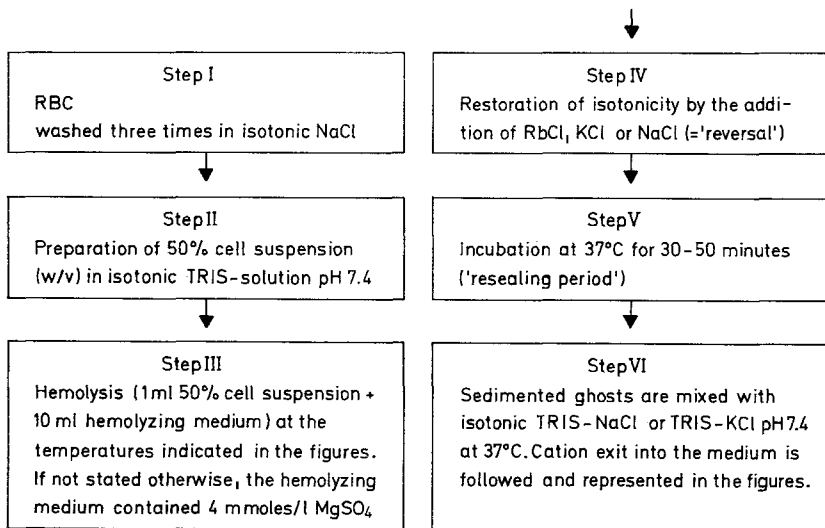 Step I
RBC
washed three times in isotonic NaCl
Step II
Preparation of 50% cell suspension
(w/v) in isotonic TRIS-solution pH 7.4
Step III
Hemolysis (1ml 50% cell suspension +
10 ml hemolyzing medium) at the
temperatures indicated in the figures.
If not stated otherwise, the hemolyzing
medium contained 4 mmoles/l MgSO₄
Step IV
Restoration of isotonicity by the addi-
tion of RbCl, KCl or NaCl (='reversal')
Step V
Incubation at 37°C for 30-50 minutes
('resealing period')
Step VI
Sedimented ghosts are mixed with
isotonic TRIS-NaCl or TRIS-KCl pH 7.4
at 37°C. Cation exit into the medium is
followed and represented in the figures.